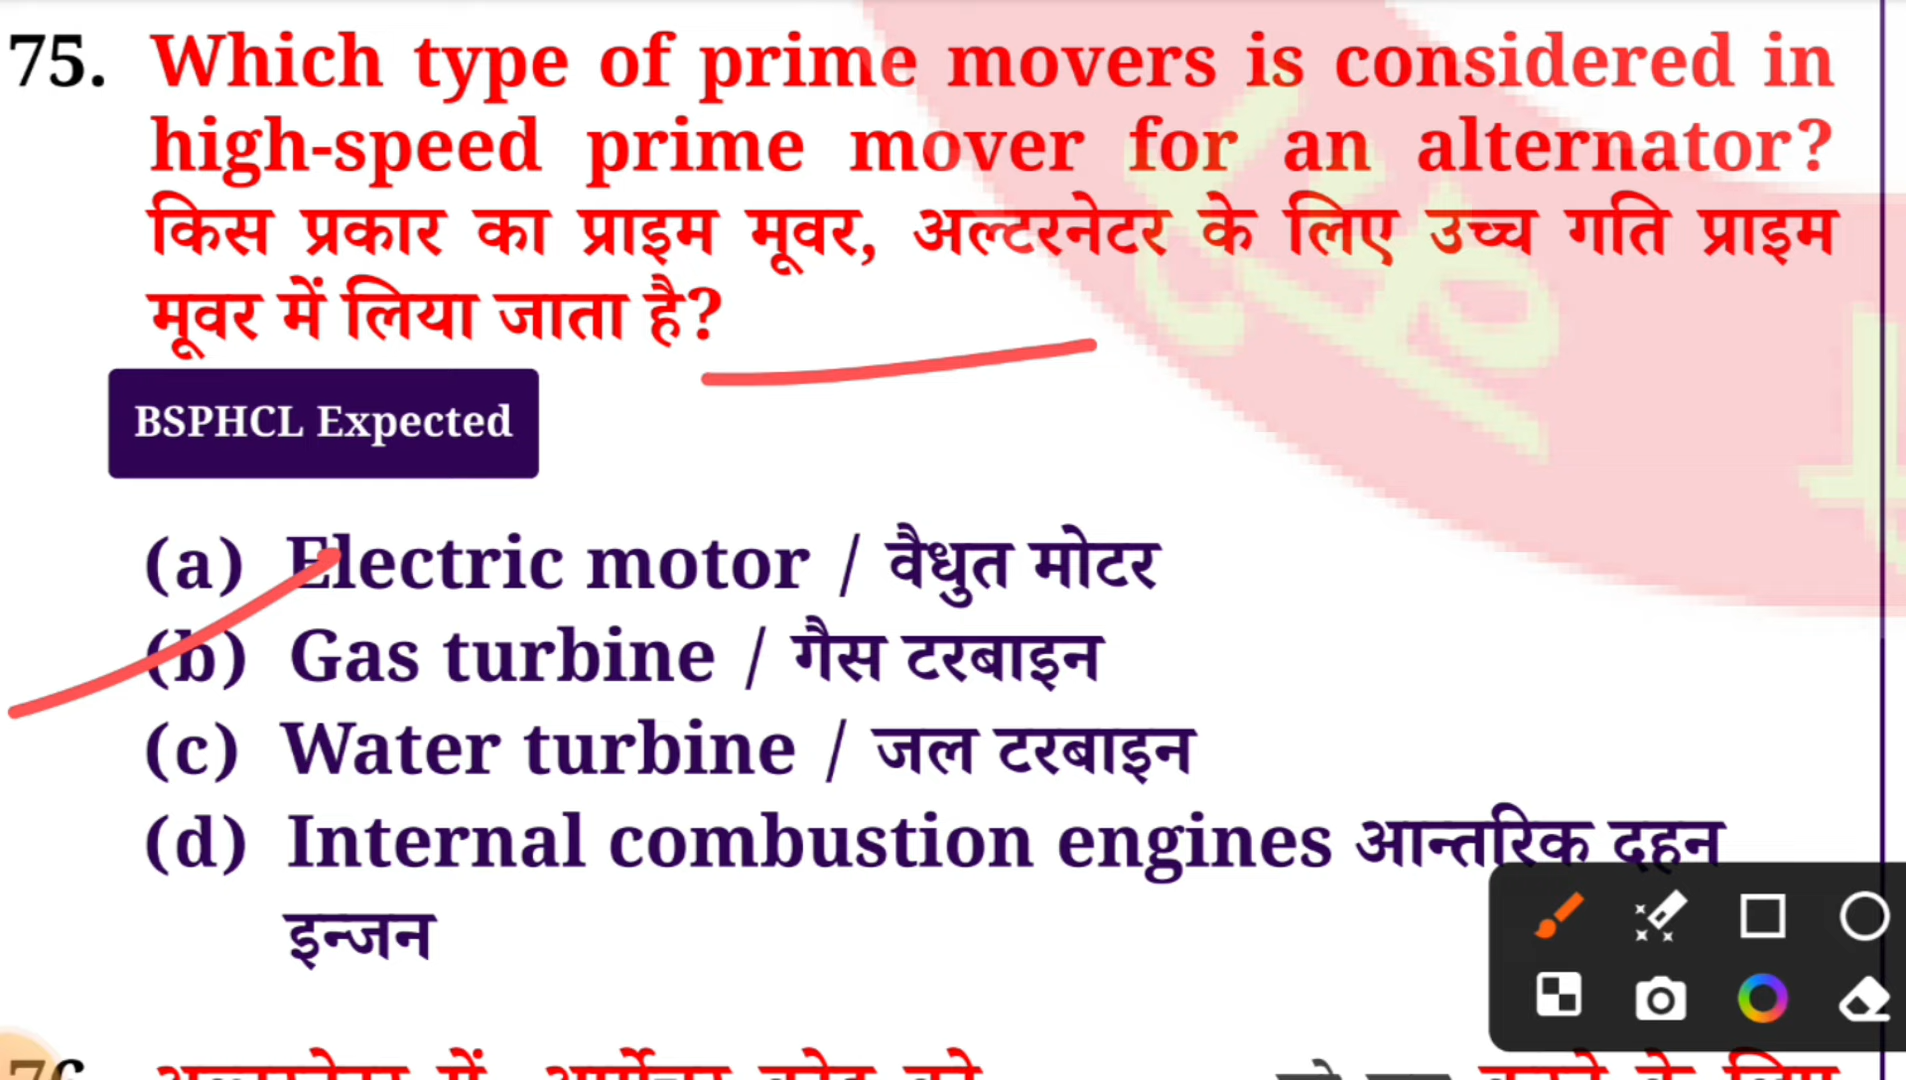 75. Which type of prime movers is considered in
high-speed prime mover for an alternator?
किस प्रकार का प्राइम मूवर, अल्टरनेटर के लिए उच्च गति प्राइम
मूवर में लिया जाता है?
BSPHCL Expected
(a) Electric motor / वैधुत मोटर
(b) Gas turbine / गैस टरबाइन
(c) Water turbine / जल टरबाइन
(d) Internal combustion engines आन्तरिक दहन
इन्जन